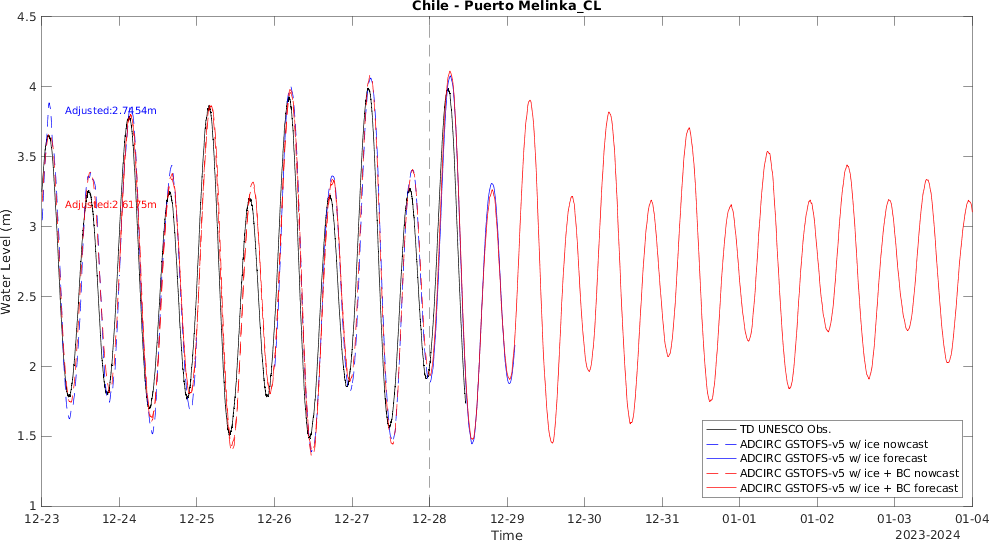 Chile - Puerto Melinka_CL
4.5
4
3.5
3
2.5
2
1.5
1
Water Level (m)
Adjusted:2.7454m
Adjusted:2.6175m
TD UNESCO Obs.
ADCIRC GSTOFS-v5 w/ ice nowcast
ADCIRC GSTOFS-v5 w/ ice forecast
ADCIRC GSTOFS-v5 w/ ice + BC nowcast
ADCIRC GSTOFS-v5 w/ ice + BC forecast
12-23 12-24 12-25 12-26 12-27 12-28 12-29 12-30 12-31 01-01 01-02 01-03 01-04
Time
2023-2024